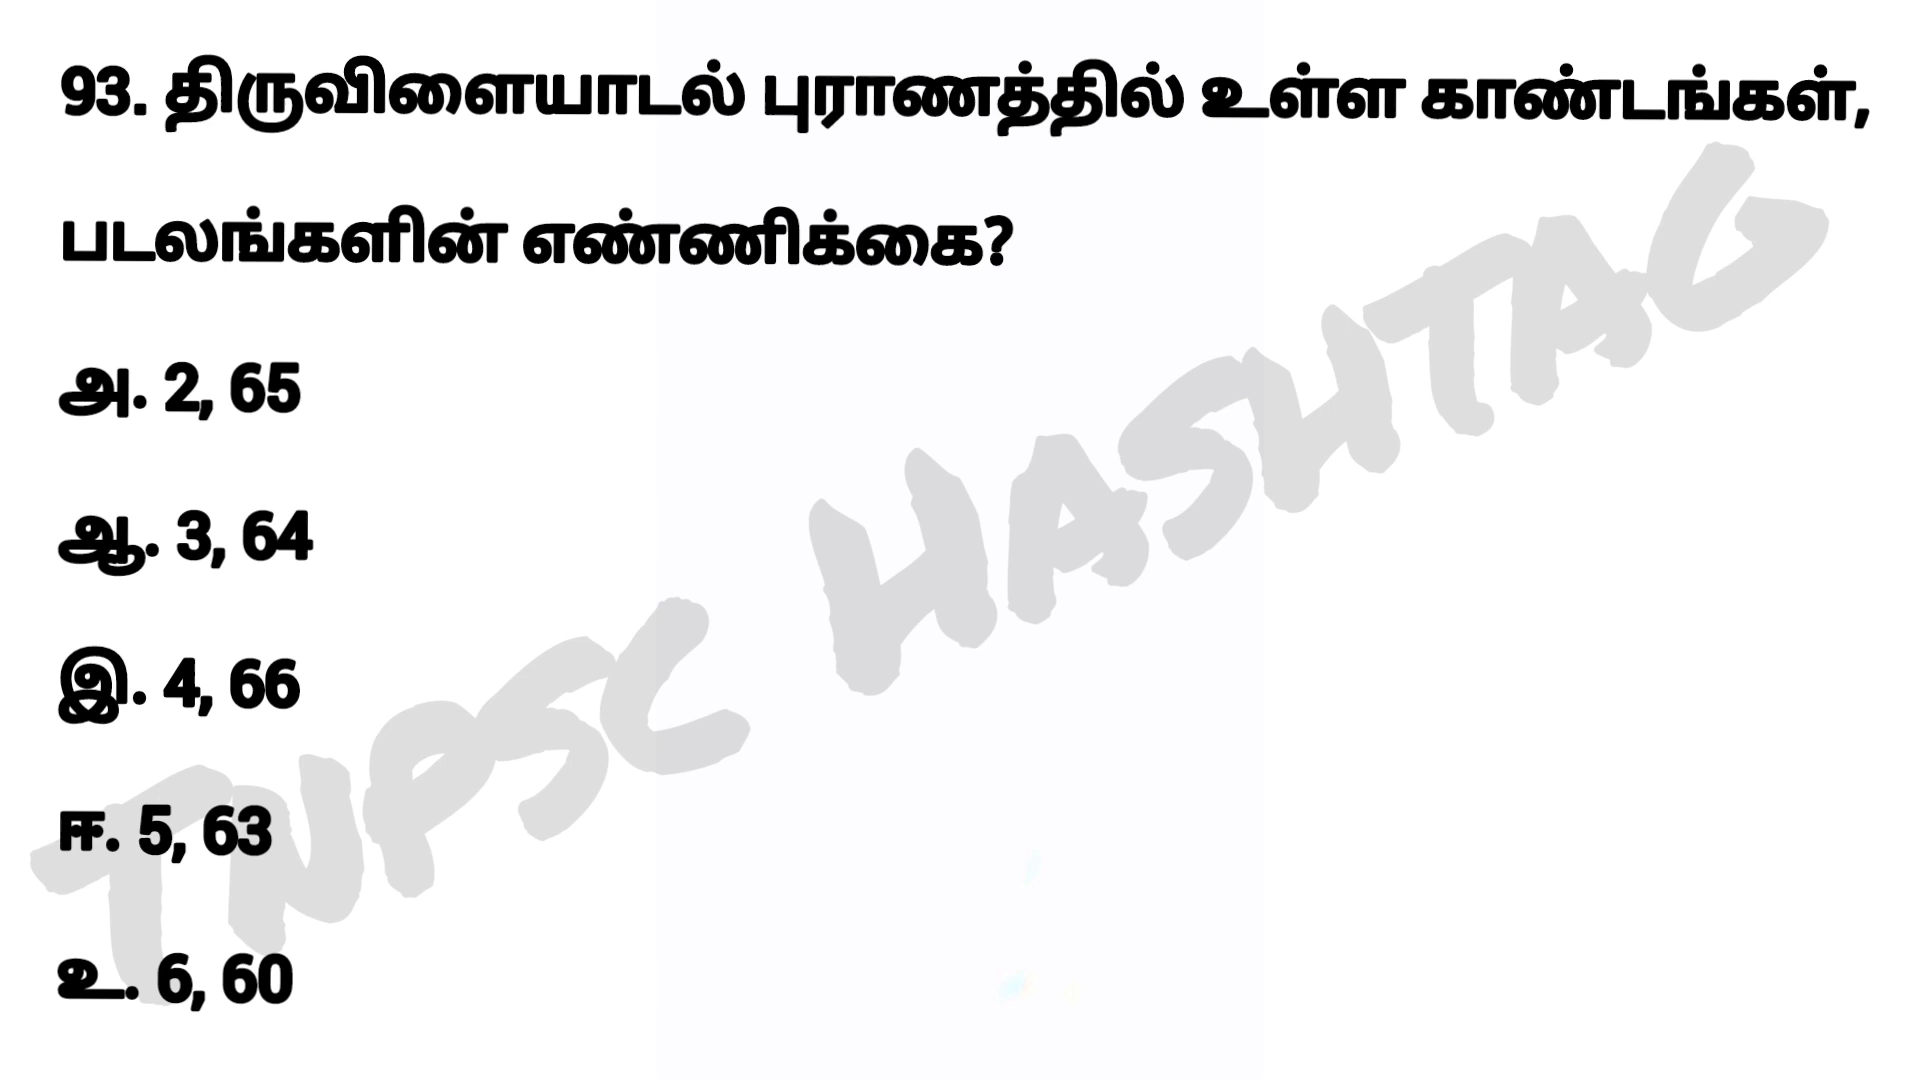 93. திருவிளையாடல் புராணத்தில் உள்ள காண்டங்கள்,
படலங்களின் எண்ணிக்கை?
அ. 2, 65
ஆ. 3, 64
இ. 4, 66
ஈ. 5, 63
உ. 6, 60
TNPSC HASHTAG